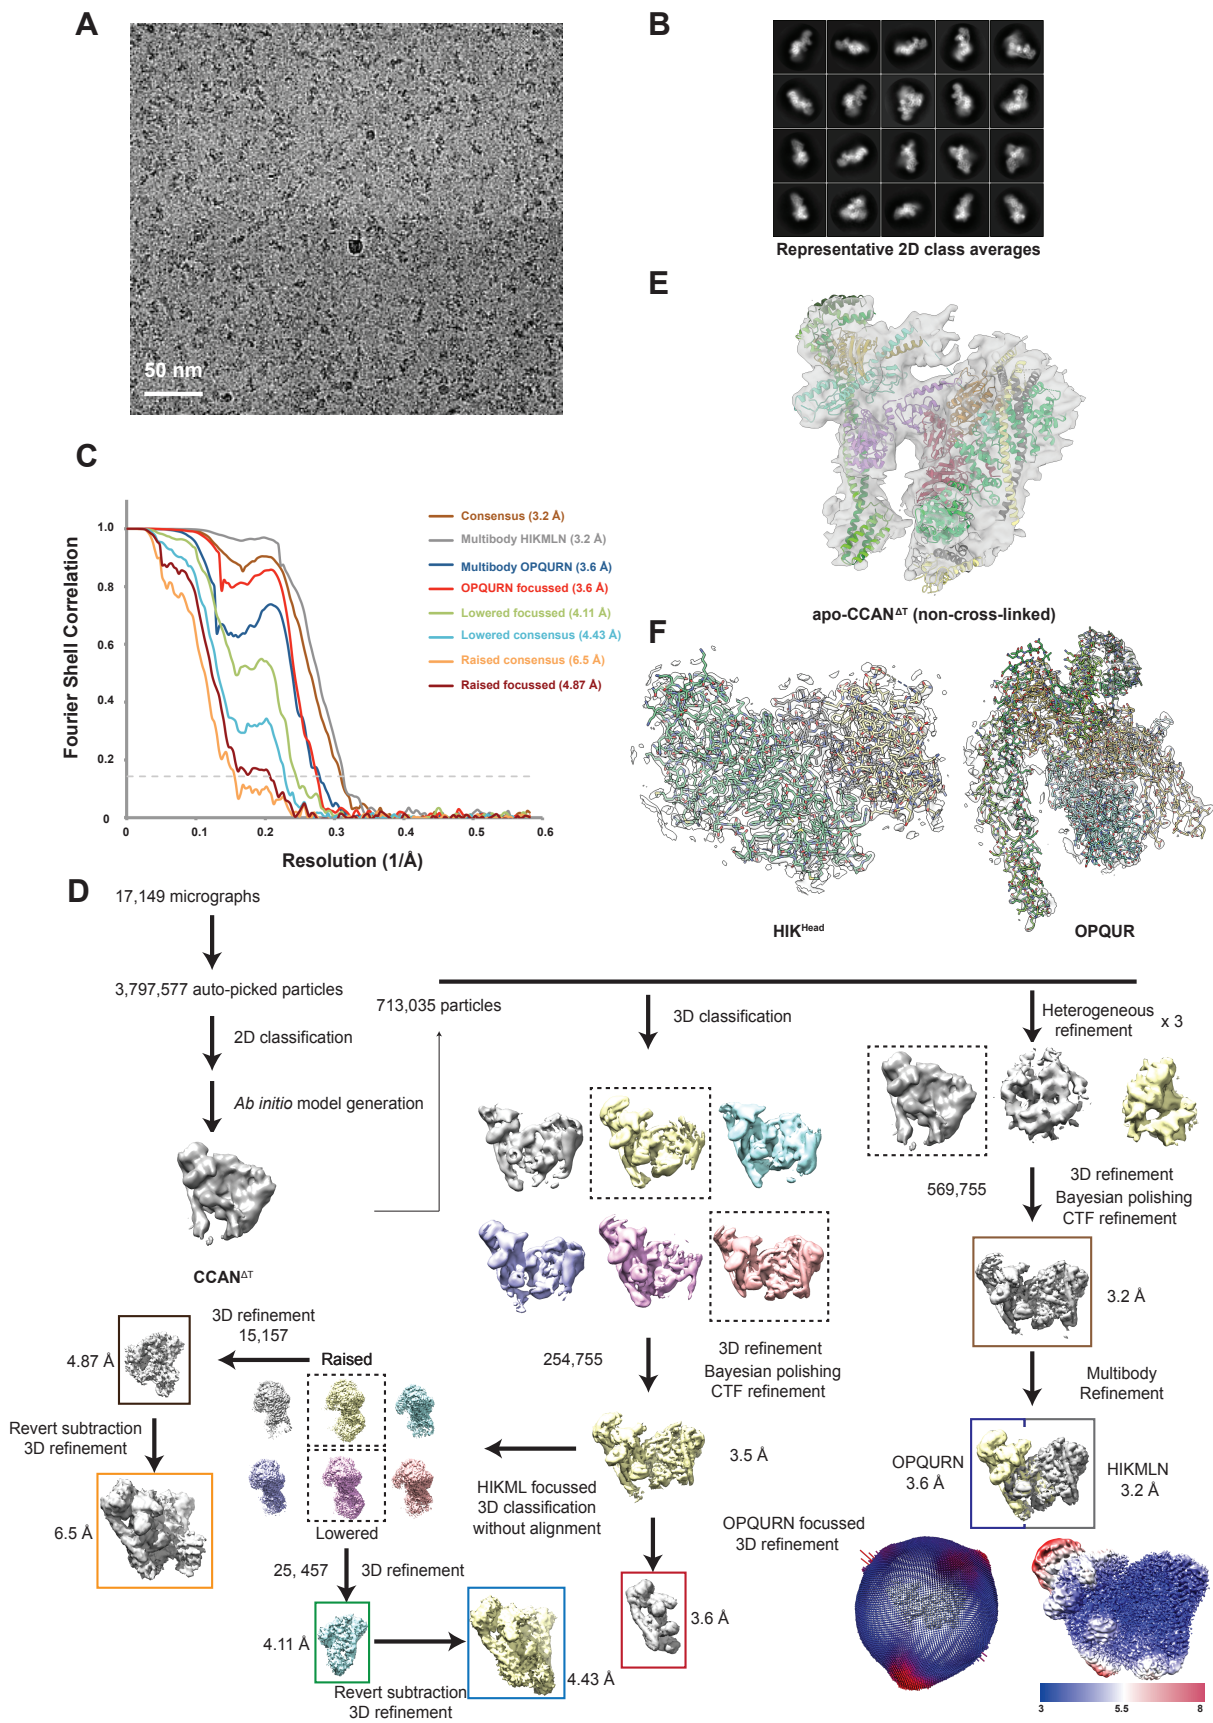 A
50 nm
B
Representative 2D class averages
E
apo-CCANΔT (non-cross-linked)
C
Fourier Shell Correlation
1.0
0.8
0.6
0.4
0.2
0
0
0.1
0.2
0.3
0.4
0.5
0.6
Resolution (1/Å)
Consensus (3.2 Å)
Multibody HIKMLN (3.2 Å)
Multibody OPQURN (3.6 Å)
OPQURN focussed (3.6 Å)
Lowered focussed (4.11 Å)
Lowered consensus (4.43 Å)
Raised consensus (6.5 Å)
Raised focussed (4.87 Å)
F
HIKHead
OPQUR
D
17,149 micrographs
3,797,577 auto-picked particles
2D classification
Ab initio model generation
CCANΔT
713,035 particles
3D classification
Heterogeneous
refinement
x 3
569,755
3D refinement
Bayesian polishing
CTF refinement
3.2 Å
Multibody
Refinement
OPQURN
3.6 Å
HIKMLN
3.2 Å
3
5.5
8
254,755
3D refinement
Bayesian polishing
CTF refinement
3.5 Å
HIKML focussed
3D classification
without alignment
OPQURN focussed
3D refinement
3.6 Å
3D refinement
15,157
Raised
4.87 Å
Revert subtraction
3D refinement
6.5 Å
Lowered
25, 457
3D refinement
4.11 Å
Revert subtraction
3D refinement
4.43 Å